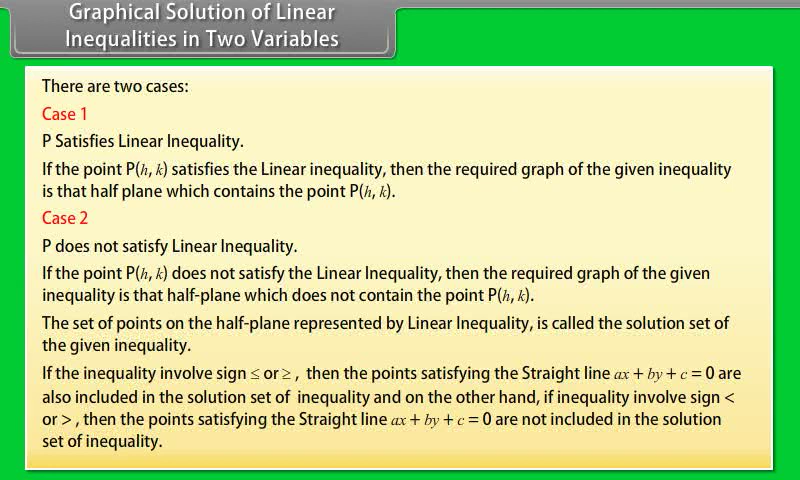 Graphical Solution of Linear
Inequalities in Two Variables
There are two cases:
Case 1
P Satisfies Linear Inequality.
If the point P(h, k) satisfies the Linear inequality, then the required graph of the given inequality
is that half plane which contains the point P(h, k).
Case 2
P does not satisfy Linear Inequality.
If the point P(h, k) does not satisfy the Linear Inequality, then the required graph of the given
inequality is that half-plane which does not contain the point P(h, k).
The set of points on the half-plane represented by Linear Inequality, is called the solution set of
the given inequality.
If the inequality involve sign ≤ or ≥ , then the points satisfying the Straight line ax + by + c = 0 are
also included in the solution set of inequality and on the other hand, if inequality involve sign <
or > , then the points satisfying the Straight line ax + by + c = 0 are not included in the solution
set of inequality.